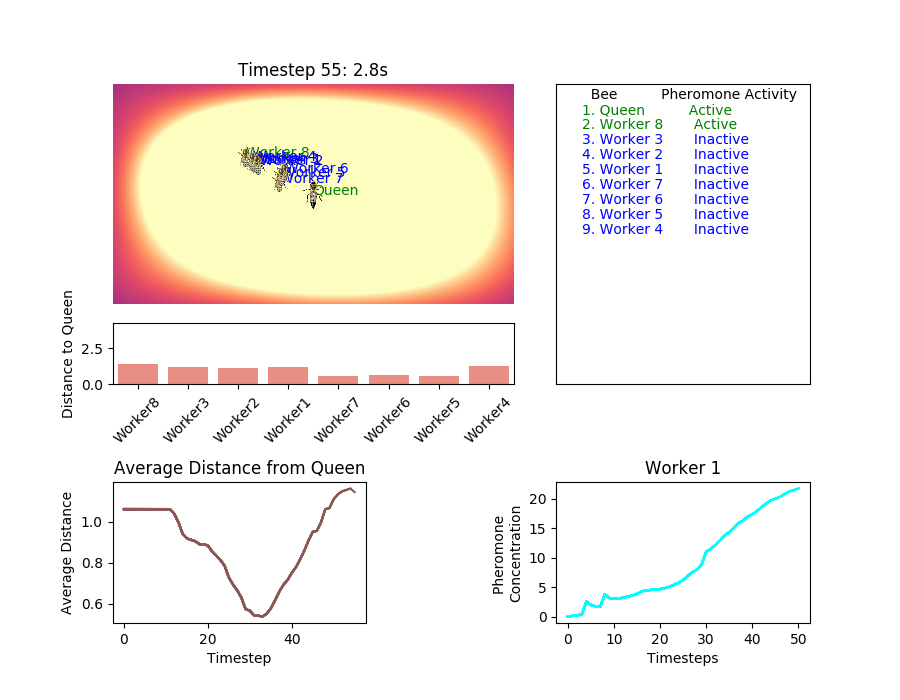 Timestep 55: 2.8s
Worker 8
Worker 6
Worker 7
Queen
Bee Pheromone Activity
1. Queen Active
2. Worker 8 Active
3. Worker 3 Inactive
4. Worker 2 Inactive
5. Worker 1 Inactive
6. Worker 7 Inactive
7. Worker 6 Inactive
8. Worker 5 Inactive
9. Worker 4 Inactive
Distance to Queen
2.5
0.0
Worker8
Worker3
Worker2
Worker1
Worker7
Worker6
Worker5
Worker4
Average Distance from Queen
Average Distance
1.0
0.8
0.6
0
20
40
Timestep
Worker 1
Pheromone
Concentration
20
15
10
5
0
0
10
20
30
40
50
Timesteps